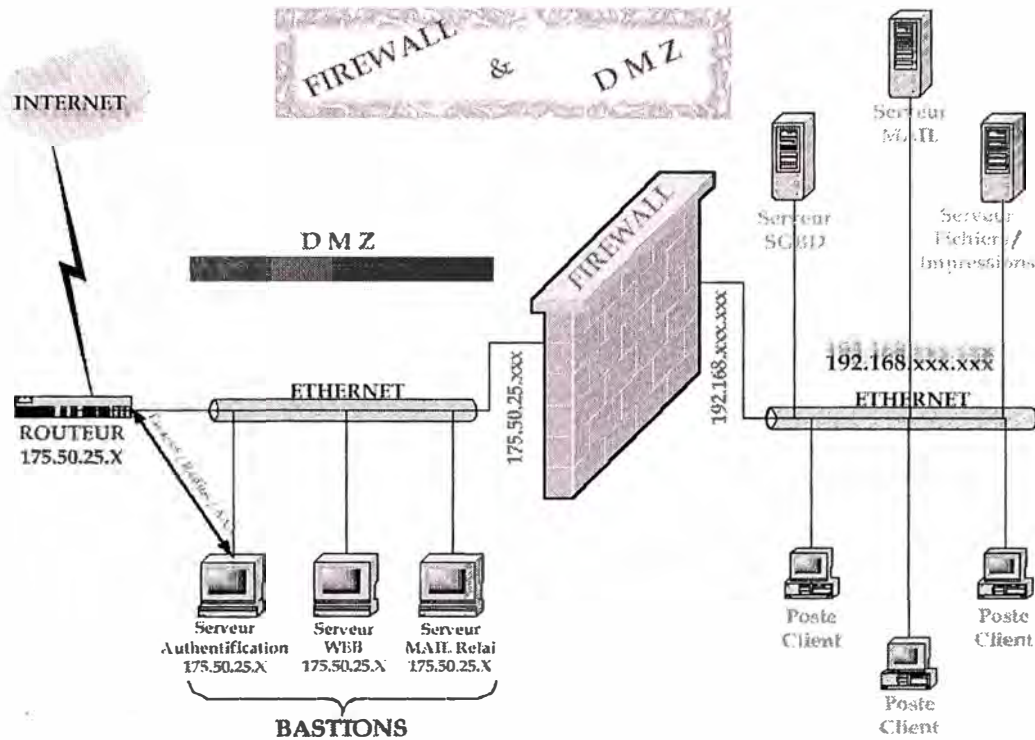 FIREWALL & DMZ
INTERNET
DMZ
FIREWALL
Serveur
MAIL
Serveur
SGBD
Serveur
Fichiers/
Impressions
175.50.25.xxx
192.168.xxx.xxx
192.168.xxx.xxx
ETHERNET
ETHERNET
ROUTEUR
175.50.25.X
/ Radius /
Serveur
Authentification
175.50.25.X
Serveur
WEB
175.50.25.X
Serveur
MAIL Relai
175.50.25.X
BASTIONS
Poste
Client
Poste
Client
Poste
Client